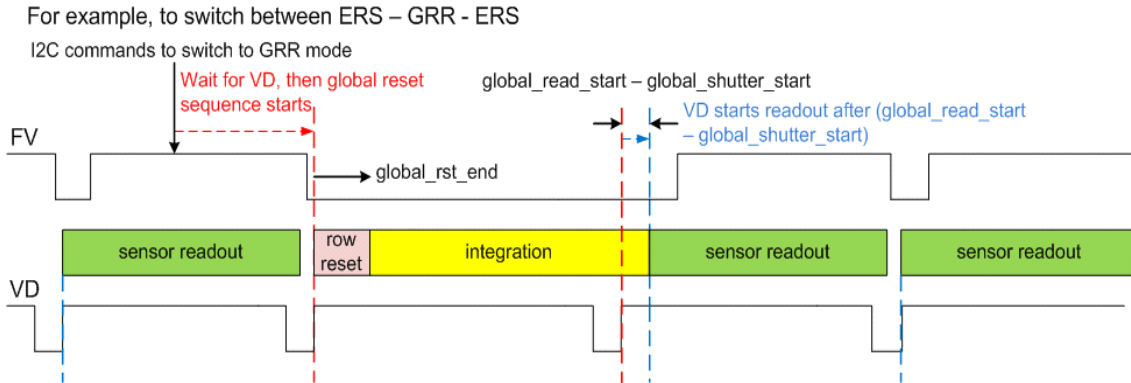 For example, to switch between ERS – GRR - ERS
I2C commands to switch to GRR mode
Wait for VD, then global reset
sequence starts
global_read_start – global_shutter_start
VD starts readout after (global_read_start
– global_shutter_start)
FV
global_rst_end
sensor readout
row
reset
integration
sensor readout
sensor readout
VD